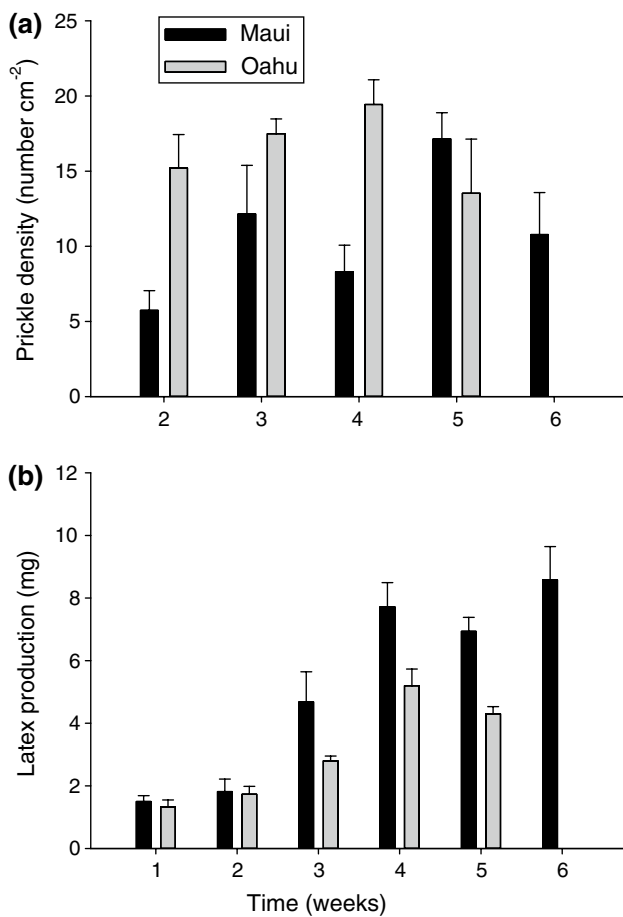 (a)
25
20
15
10
5
0
Prickle density (number cm⁻²)
Maui
Oahu
2 3 4 5 6
(b)
12
10
8
6
4
2
0
Latex production (mg)
1 2 3 4 5 6
Time (weeks)